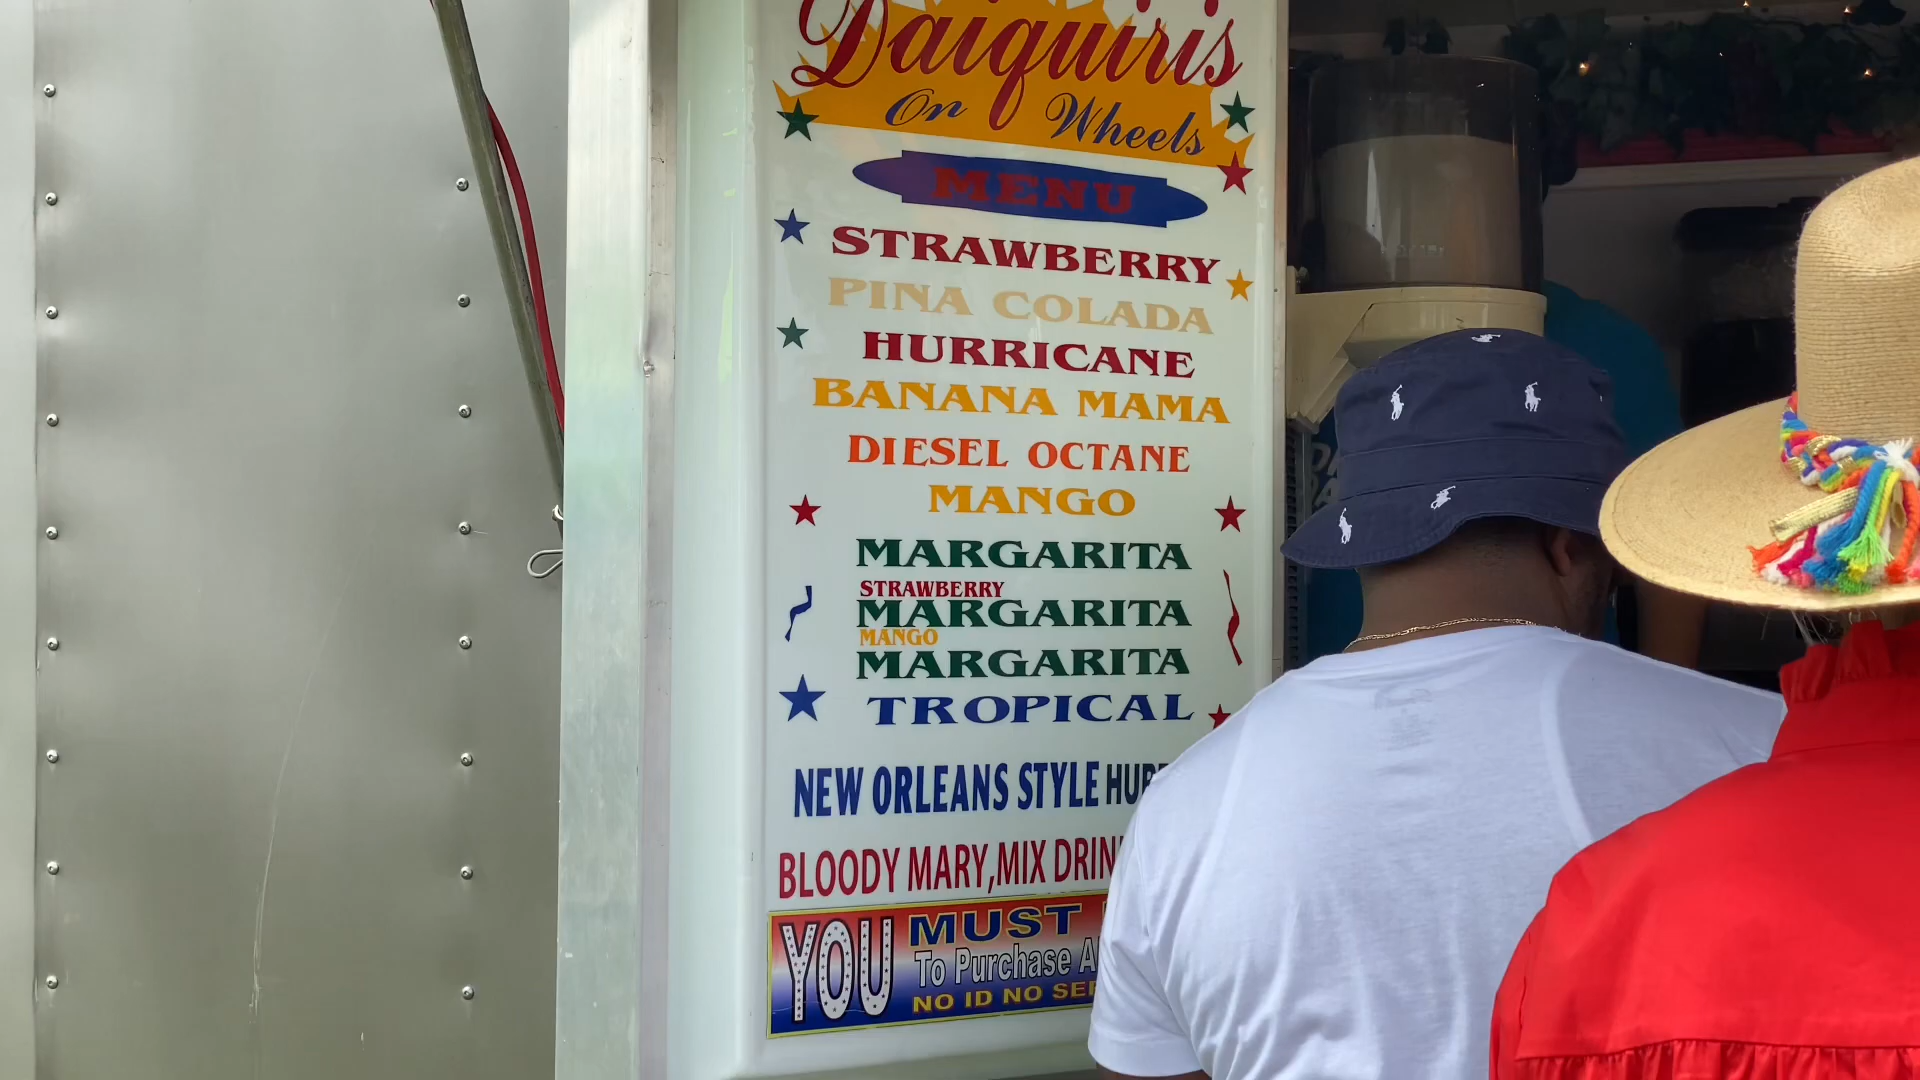 Daiquiris
On Wheels
MENU
STRAWBERRY
PINA COLADA
HURRICANE
BANANA MAMA
DIESEL OCTANE
MANGO
MARGARITA
STRAWBERRY
MARGARITA
MANGO
MARGARITA
TROPICAL
NEW ORLEANS STYLE
BLOODY MARY, MIX
YOU MUST
To Purchase
NO ID NO